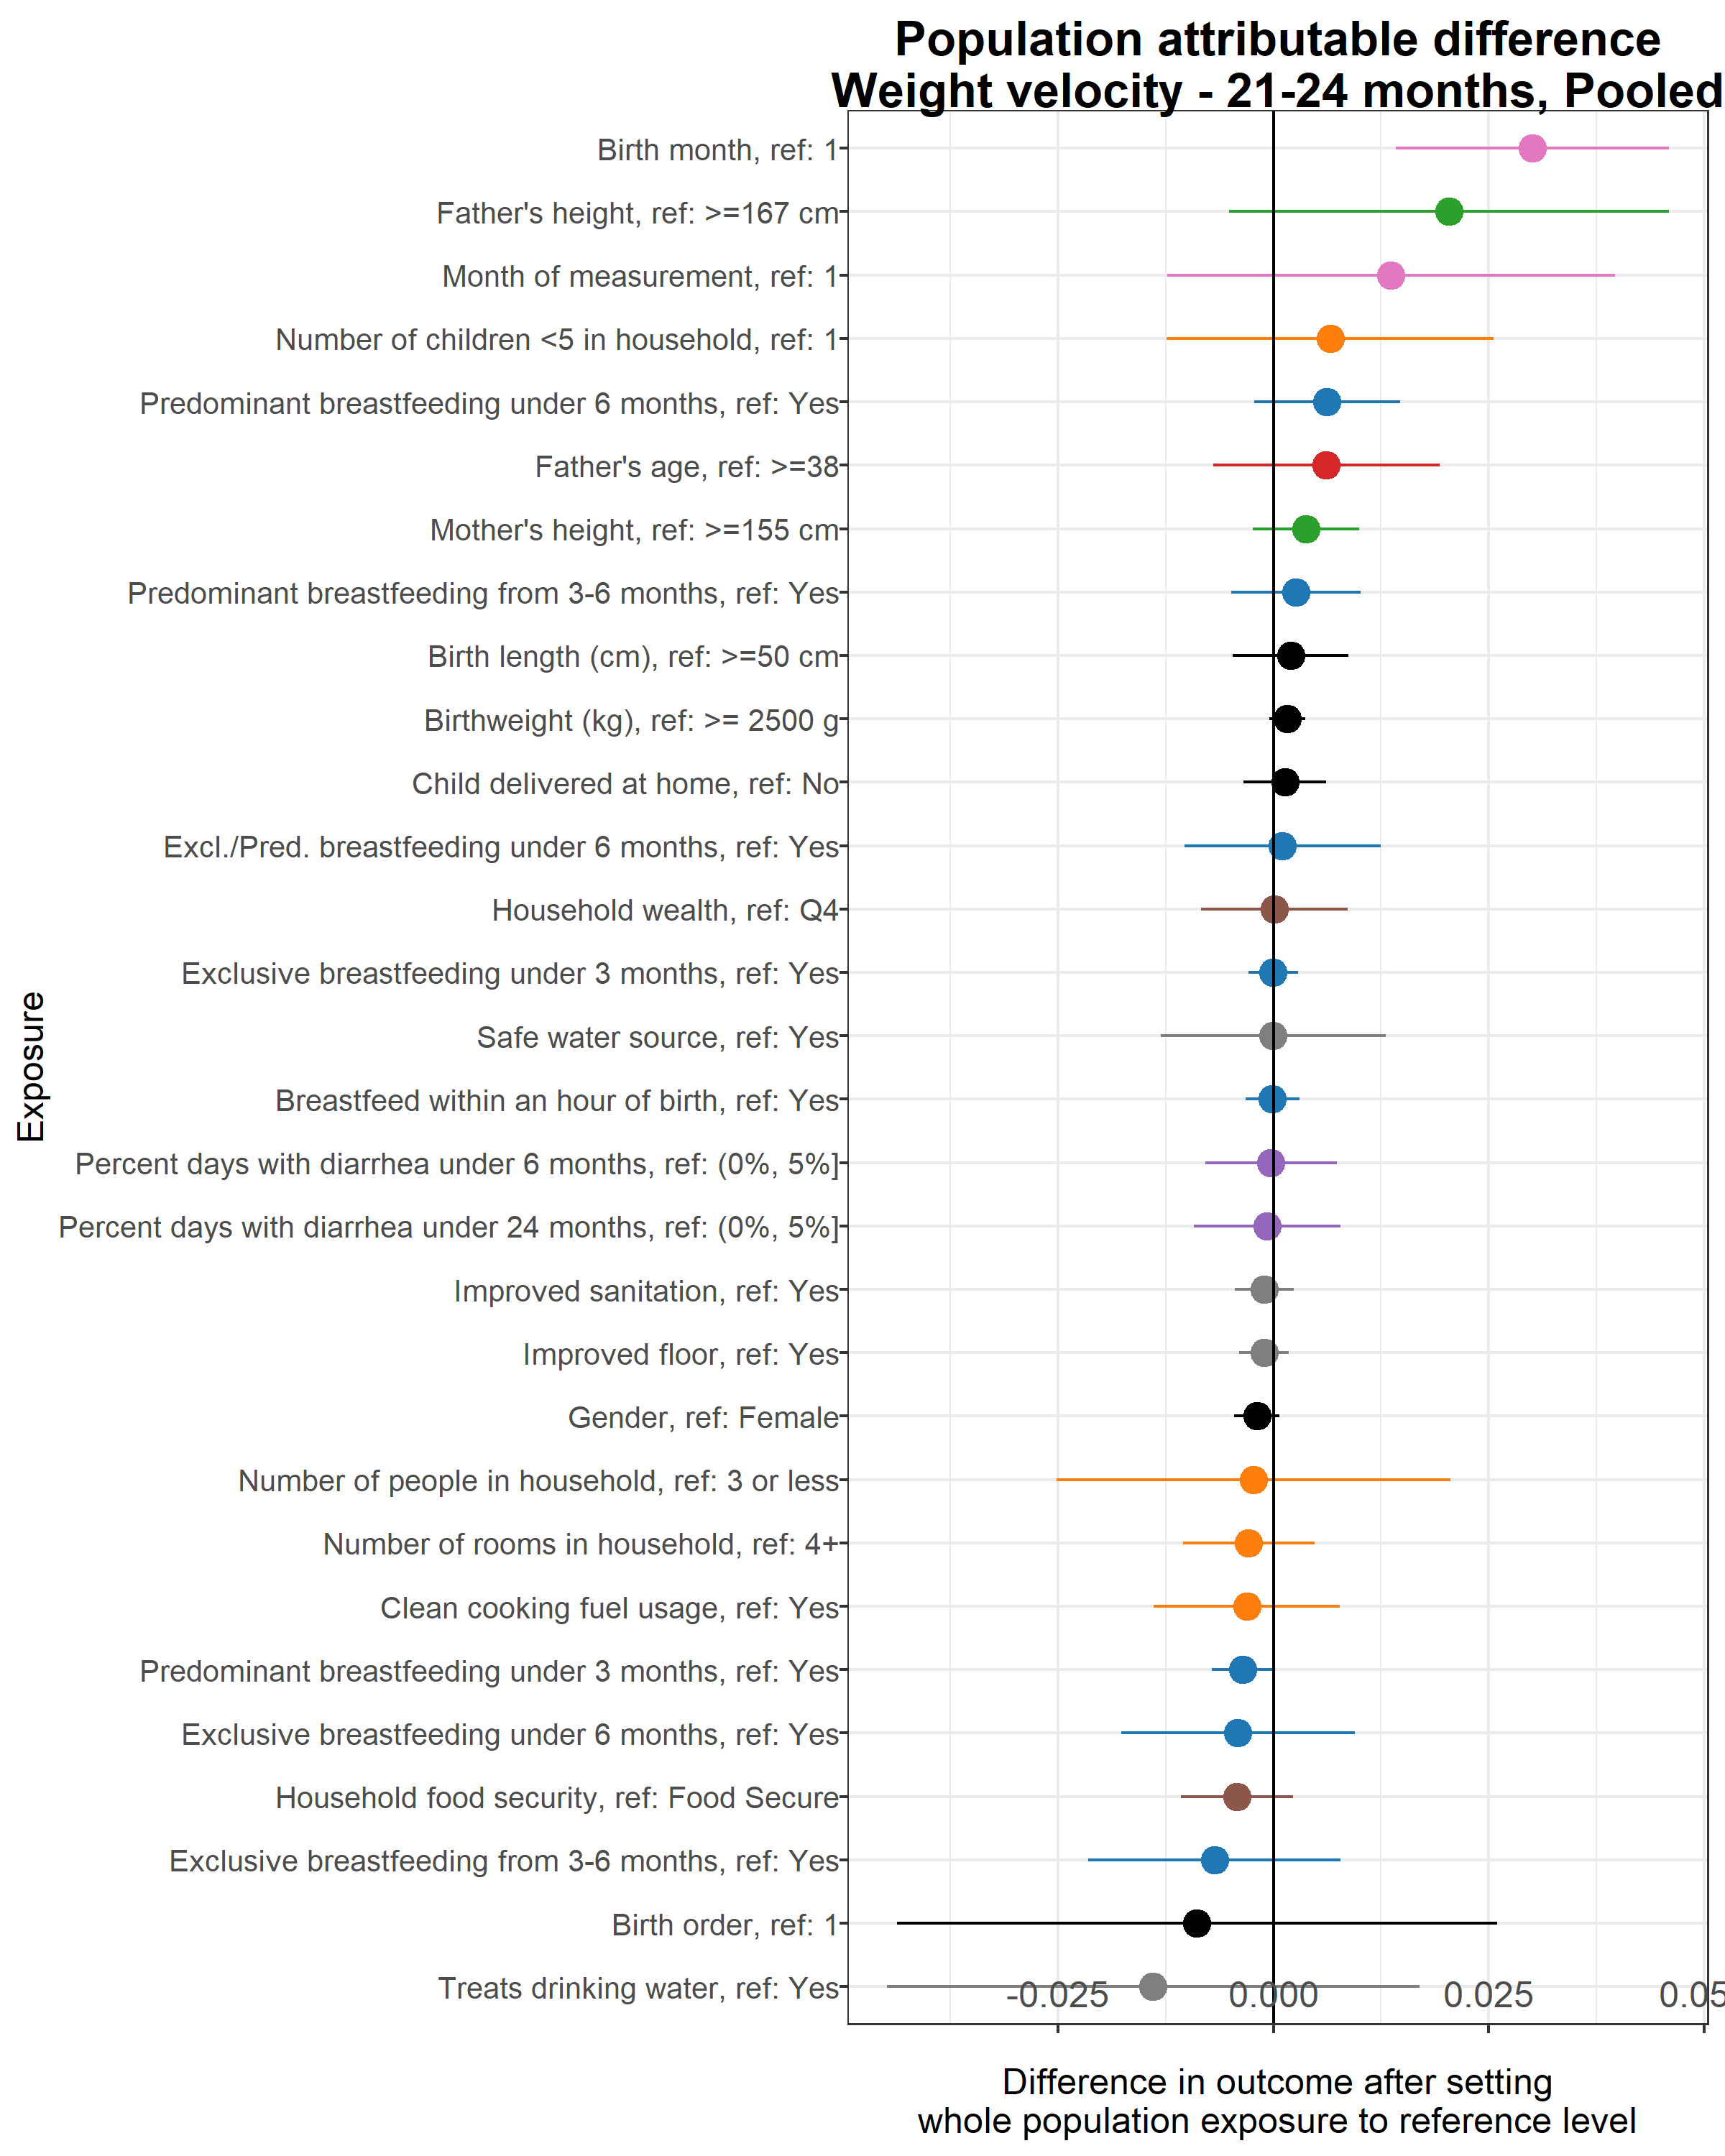 Population attributable difference
Weight velocity - 21-24 months, Pooled
Birth month, ref: 1
Father's height, ref: >=167 cm
Month of measurement, ref: 1
Number of children <5 in household, ref: 1
Predominant breastfeeding under 6 months, ref: Yes
Father's age, ref: >=38
Mother's height, ref: >=155 cm
Predominant breastfeeding from 3-6 months, ref: Yes
Birth length (cm), ref: >=50 cm
Birthweight (kg), ref: >= 2500 g
Child delivered at home, ref: No
Excl./Pred. breastfeeding under 6 months, ref: Yes
Household wealth, ref: Q4
Exclusive breastfeeding under 3 months, ref: Yes
Safe water source, ref: Yes
Breastfeed within an hour of birth, ref: Yes
Percent days with diarrhea under 6 months, ref: (0%, 5%]
Percent days with diarrhea under 24 months, ref: (0%, 5%]
Improved sanitation, ref: Yes
Improved floor, ref: Yes
Gender, ref: Female
Number of people in household, ref: 3 or less
Number of rooms in household, ref: 4+
Clean cooking fuel usage, ref: Yes
Predominant breastfeeding under 3 months, ref: Yes
Exclusive breastfeeding under 6 months, ref: Yes
Household food security, ref: Food Secure
Exclusive breastfeeding from 3-6 months, ref: Yes
Birth order, ref: 1
Treats drinking water, ref: Yes
Exposure
-0.025 0.000 0.025 0.05
Difference in outcome after setting
whole population exposure to reference level